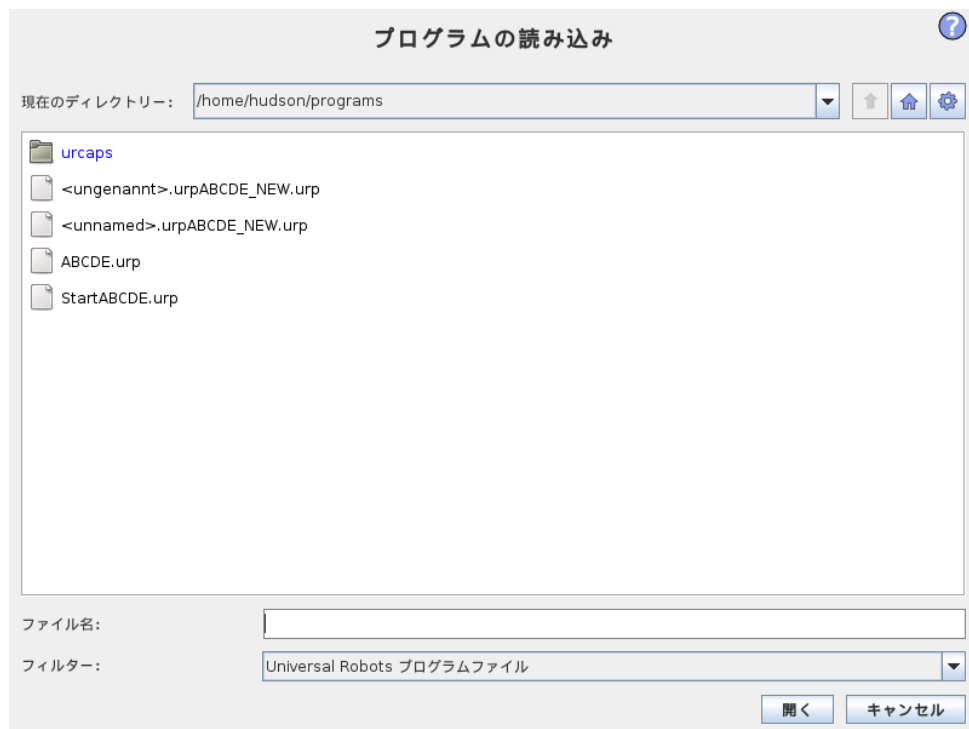 プログラムの読み込み
?
現在のディレクトリー:
/home/hudson/programs
urcaps
<ungenannt>.urpABCDE_NEW.urp
<unnamed>.urpABCDE_NEW.urp
ABCDE.urp
StartABCDE.urp
ファイル名:
フィルター:
Universal Robots プログラムファイル
開く
キャンセル